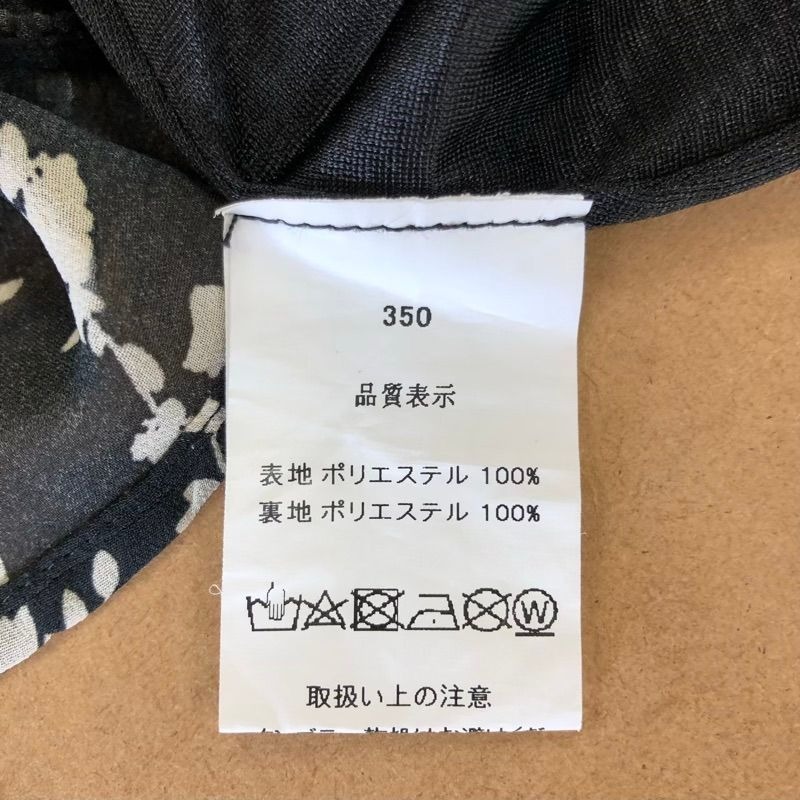 350
品質表示
表地 ポリエステル 100%
裏地 ポリエステル 100%
W
取扱い上の注意